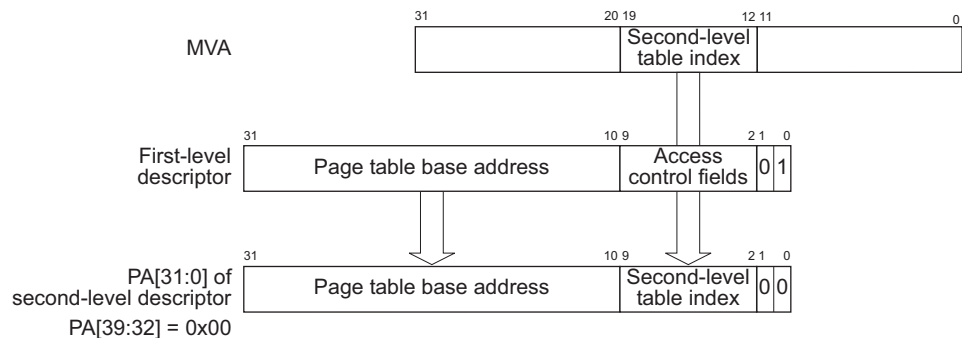 31 20 19 12 11 0
MVA
Second-level
table index
31 10 9 2 1 0
First-level
descriptor
Page table base address
Access
control fields
0 1
31 10 9 2 1 0
PA[31:0] of
second-level descriptor
Page table base address
Second-level
table index
0 0
PA[39:32] = 0x00